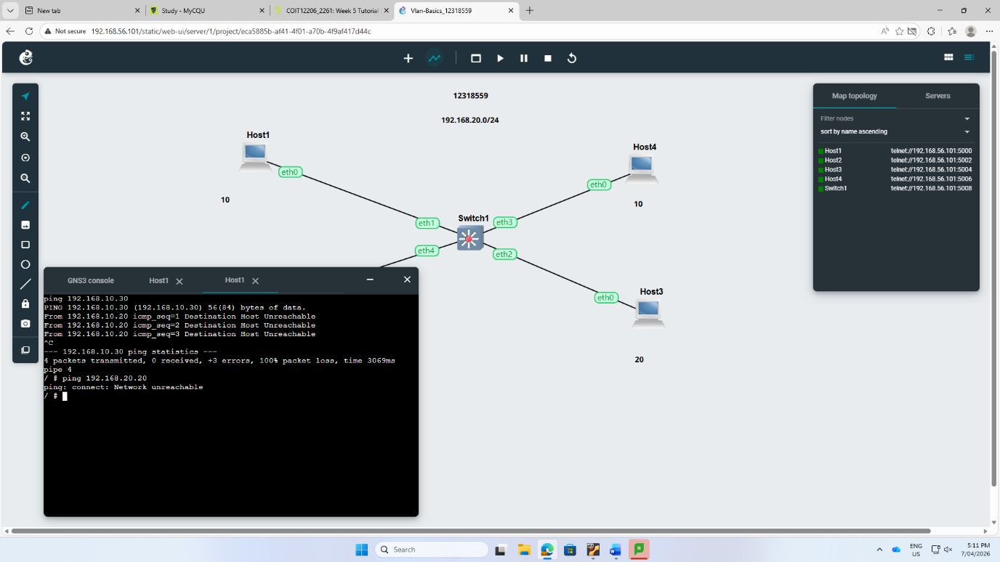 New tab
Study - MyCQU
COIT12206_2261: Week 5 Tutorial
Vlan-Basics_12318559
Not secure 192.168.56.101/static/web-ui/server/1/project/eca5885b-af41-4f01-a70b-4f9af417d44c
12318559
192.168.20.0/24
Host1
eth0
10
Host4
eth0
10
Switch1
eth1
eth3
eth4
eth2
Host3
eth0
20
Map topology Servers
Filter nodes
sort by name ascending
Host1 telnet://192.168.56.101:5000
Host2 telnet://192.168.56.101:5002
Host3 telnet://192.168.56.101:5004
Host4 telnet://192.168.56.101:5006
Switch1 telnet://192.168.56.101:5008
GNS3 console Host1 Host1
ping 192.168.10.30
PING 192.168.10.30 (192.168.10.30) 56(84) bytes of data.
From 192.168.10.20 icmp_seq=1 Destination Host Unreachable
From 192.168.10.20 icmp_seq=2 Destination Host Unreachable
From 192.168.10.20 icmp_seq=3 Destination Host Unreachable
^C
--- 192.168.10.30 ping statistics ---
4 packets transmitted, 0 received, +3 errors, 100% packet loss, time 3069ms
pipe 4
/ # ping 192.168.20.20
ping: connect: Network unreachable
/ #
Search
ENG
US
5:11 PM
7/04/2026